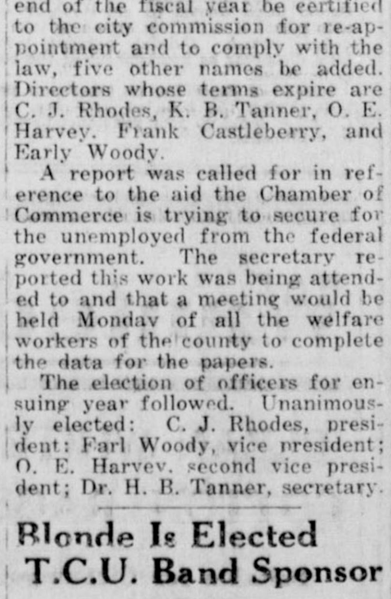 end of the fiscal year be certified
to the city commission for re-ap-
pointment and to comply with the
law, five other names be added.
Directors whose terms expire are
C. J. Rhodes, K. B. Tanner, O. E.
Harvey. Frank Castleberry, and
Early Woody.
A report was called for in ref-
erence to the aid the Chamber of
Commerce is trying to secure for
the unemployed from the federal
government. The secretary re-
ported this work was being attend-
ed to and that a meeting would be
held Monday of all the welfare
workers of the county to complete
the data for the papers.
The election of officers for en-
suing year followed. Unanimous-
ly elected: C. J. Rhodes, presi-
dent: Earl Woody, vice president;
O. E. Harvey. second vice presi-
dent; Dr. H. B. Tanner, secretary.
Blonde Is Elected
T.C.U. Band Sponsor